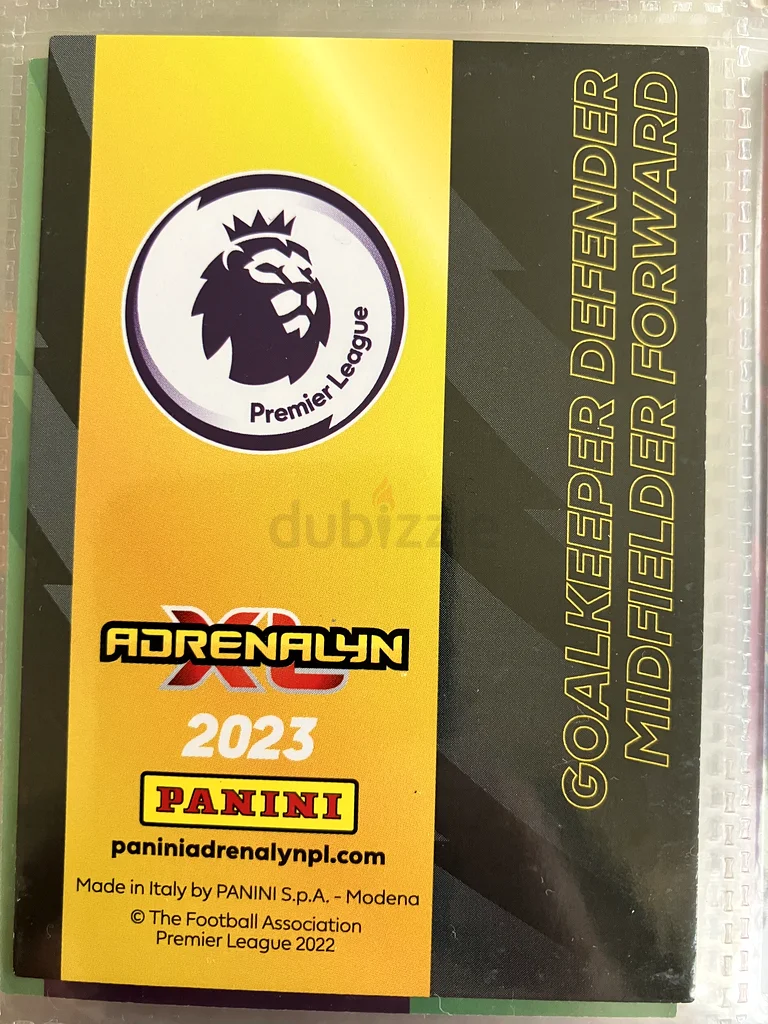 Premier League
dubizzle
ADRENALYN
XL
2023
PANINI
paniniadrenalynpl.com
Made in Italy by PANINI S.p.A. - Modena
© The Football Association
Premier League 2022
GOALKEEPER DEFENDER
MIDFIELDER FORWARD